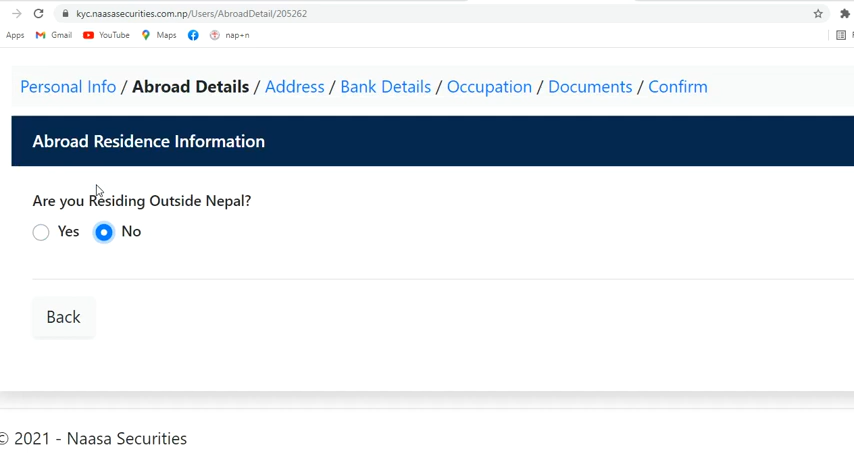 kyc.naasasecurities.com.np/Users/AbroadDetail/205262
Apps Gmail YouTube Maps nap+n
Personal Info / Abroad Details / Address / Bank Details / Occupation / Documents / Confirm
Abroad Residence Information
Are you Residing Outside Nepal?
Yes No
Back
© 2021 - Naasa Securities